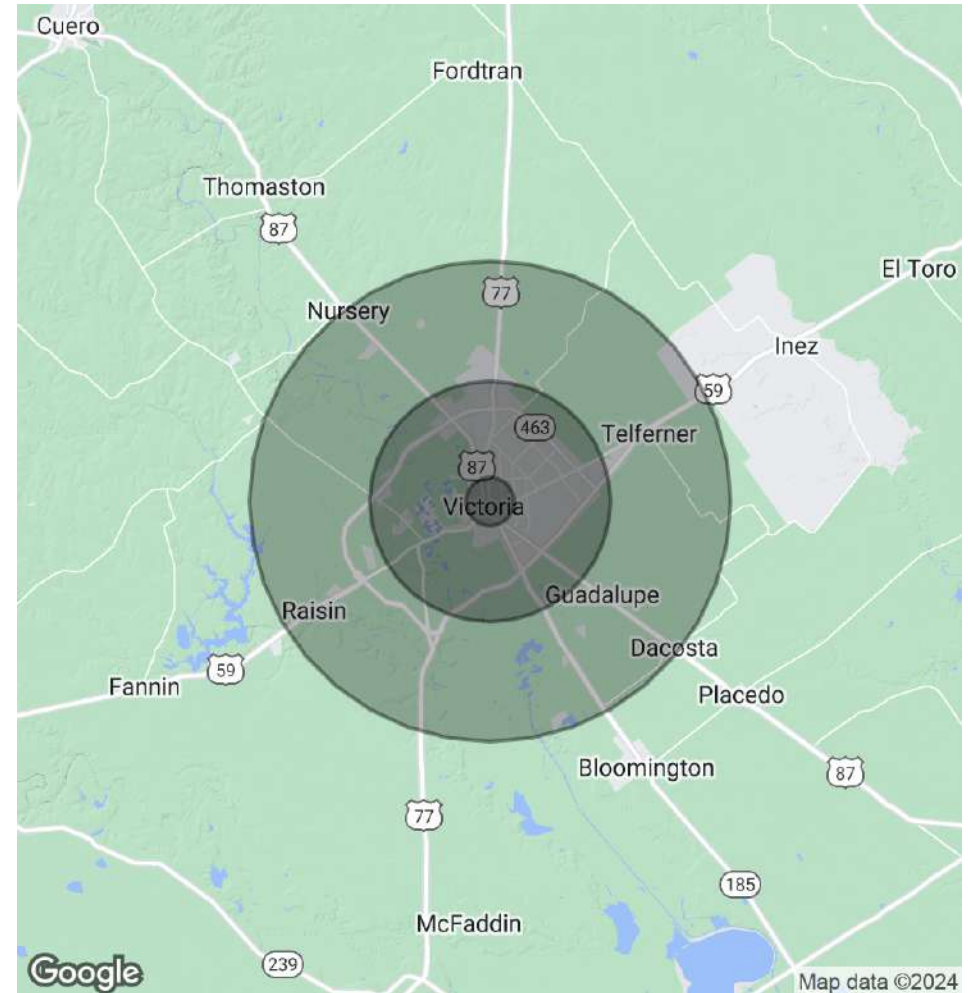 Cuero
Fordtran
Thomaston
87
El Toro
77
Nursery
Inez
59
463
Telferner
87
Victoria
Guadalupe
Raisin
Dacosta
59
Fannin
Placedo
Bloomington
87
77
185
McFaddin
239
Google
Map data ©2024